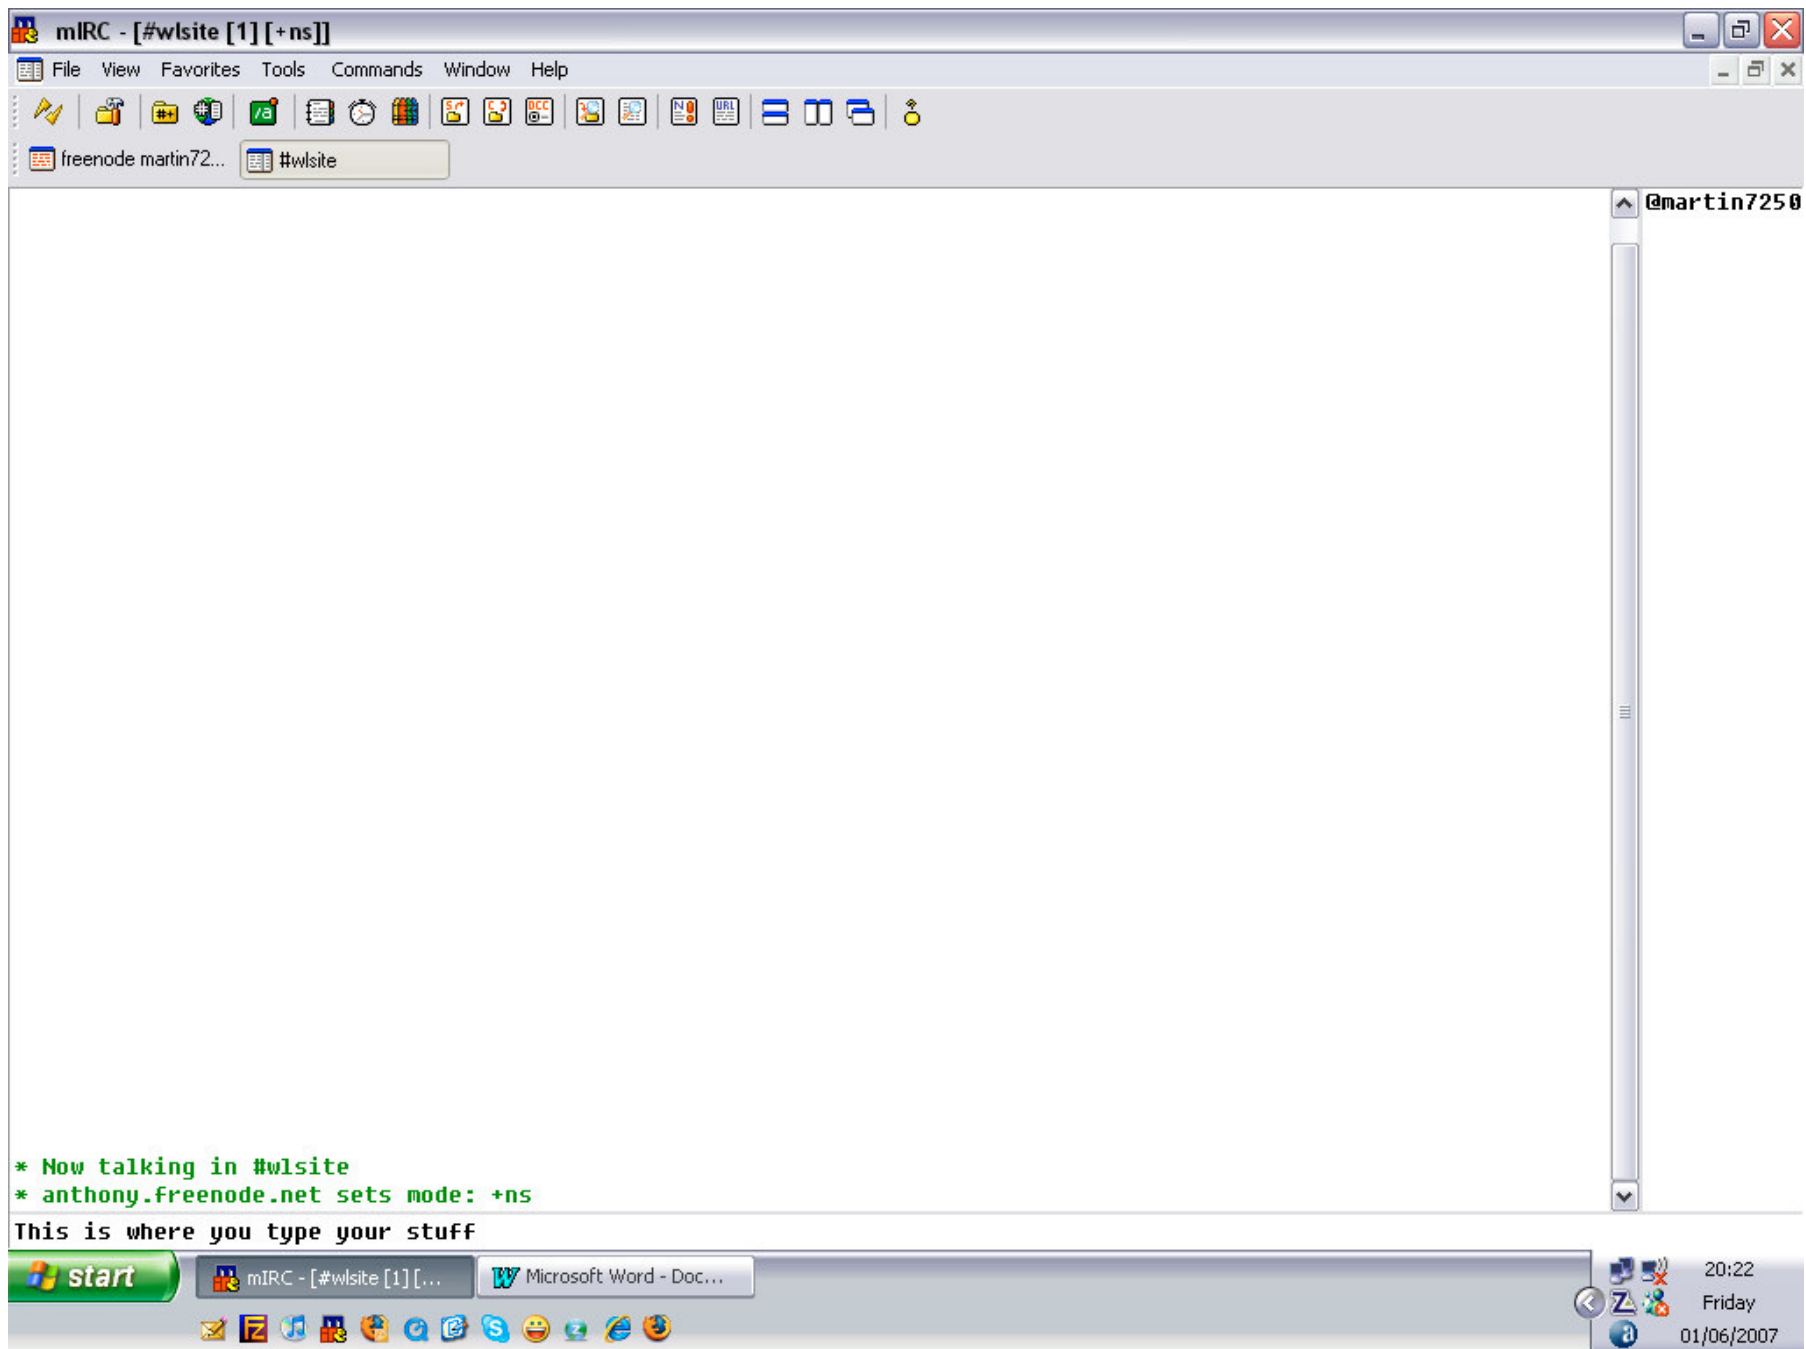 mIRC - [#wlsite [1] [+ns]]
File View Favorites Tools Commands Window Help
freenode martin72... #wlsite
@martin7250
* Now talking in #wlsite
* anthony.freenode.net sets mode: +ns
This is where you type your stuff
start mIRC - [#wlsite [1] [... Microsoft Word - Doc...
20:22
Friday
01/06/2007